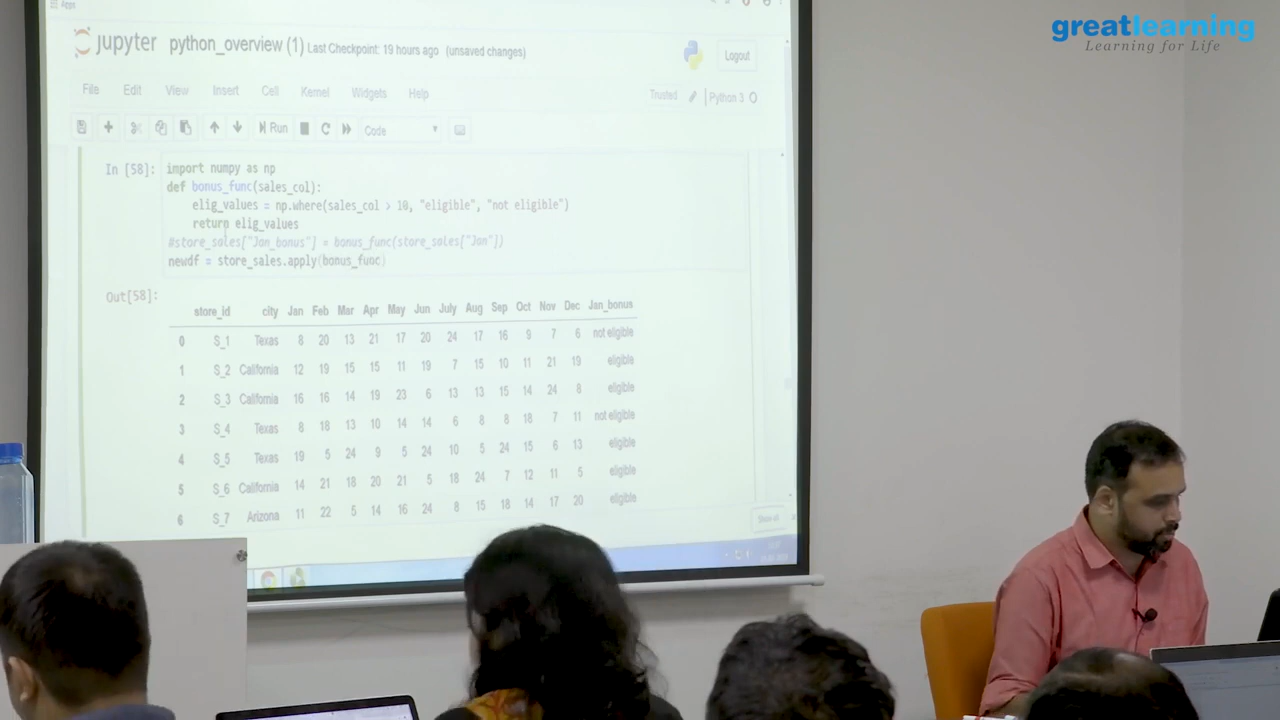 Apps
greatlearning
Learning for Life
jupyter python_overview (1) Last Checkpoint: 19 hours ago (unsaved changes)
Logout
File Edit View Insert Cell Kernel Widgets Help
Trusted Python 3
Run Code
In [58]: import numpy as np
def bonus_func(sales_col):
elig_values = np.where(sales_col > 10, "eligible", "not eligible")
return elig_values
#store_sales["Jan_bonus"] = bonus_func(store_sales["Jan"])
newdf = store_sales.apply(bonus_func)
Out[58]:
store_id city Jan Feb Mar Apr May Jun July Aug Sep Oct Nov Dec Jan_bonus
0 S_1 Texas 8 20 13 21 17 20 24 17 16 9 7 6 not eligible
1 S_2 California 12 19 15 15 11 19 7 15 10 11 21 19 eligible
2 S_3 California 16 16 14 19 23 6 13 13 15 14 24 8 eligible
3 S_4 Texas 8 18 13 10 14 14 6 8 8 18 7 11 not eligible
4 S_5 Texas 19 5 24 9 5 24 10 5 24 15 6 13 eligible
5 S_6 California 14 21 18 20 21 5 18 24 7 12 11 5 eligible
6 S_7 Arizona 11 22 5 14 16 24 8 15 18 14 17 20 eligible
Show all